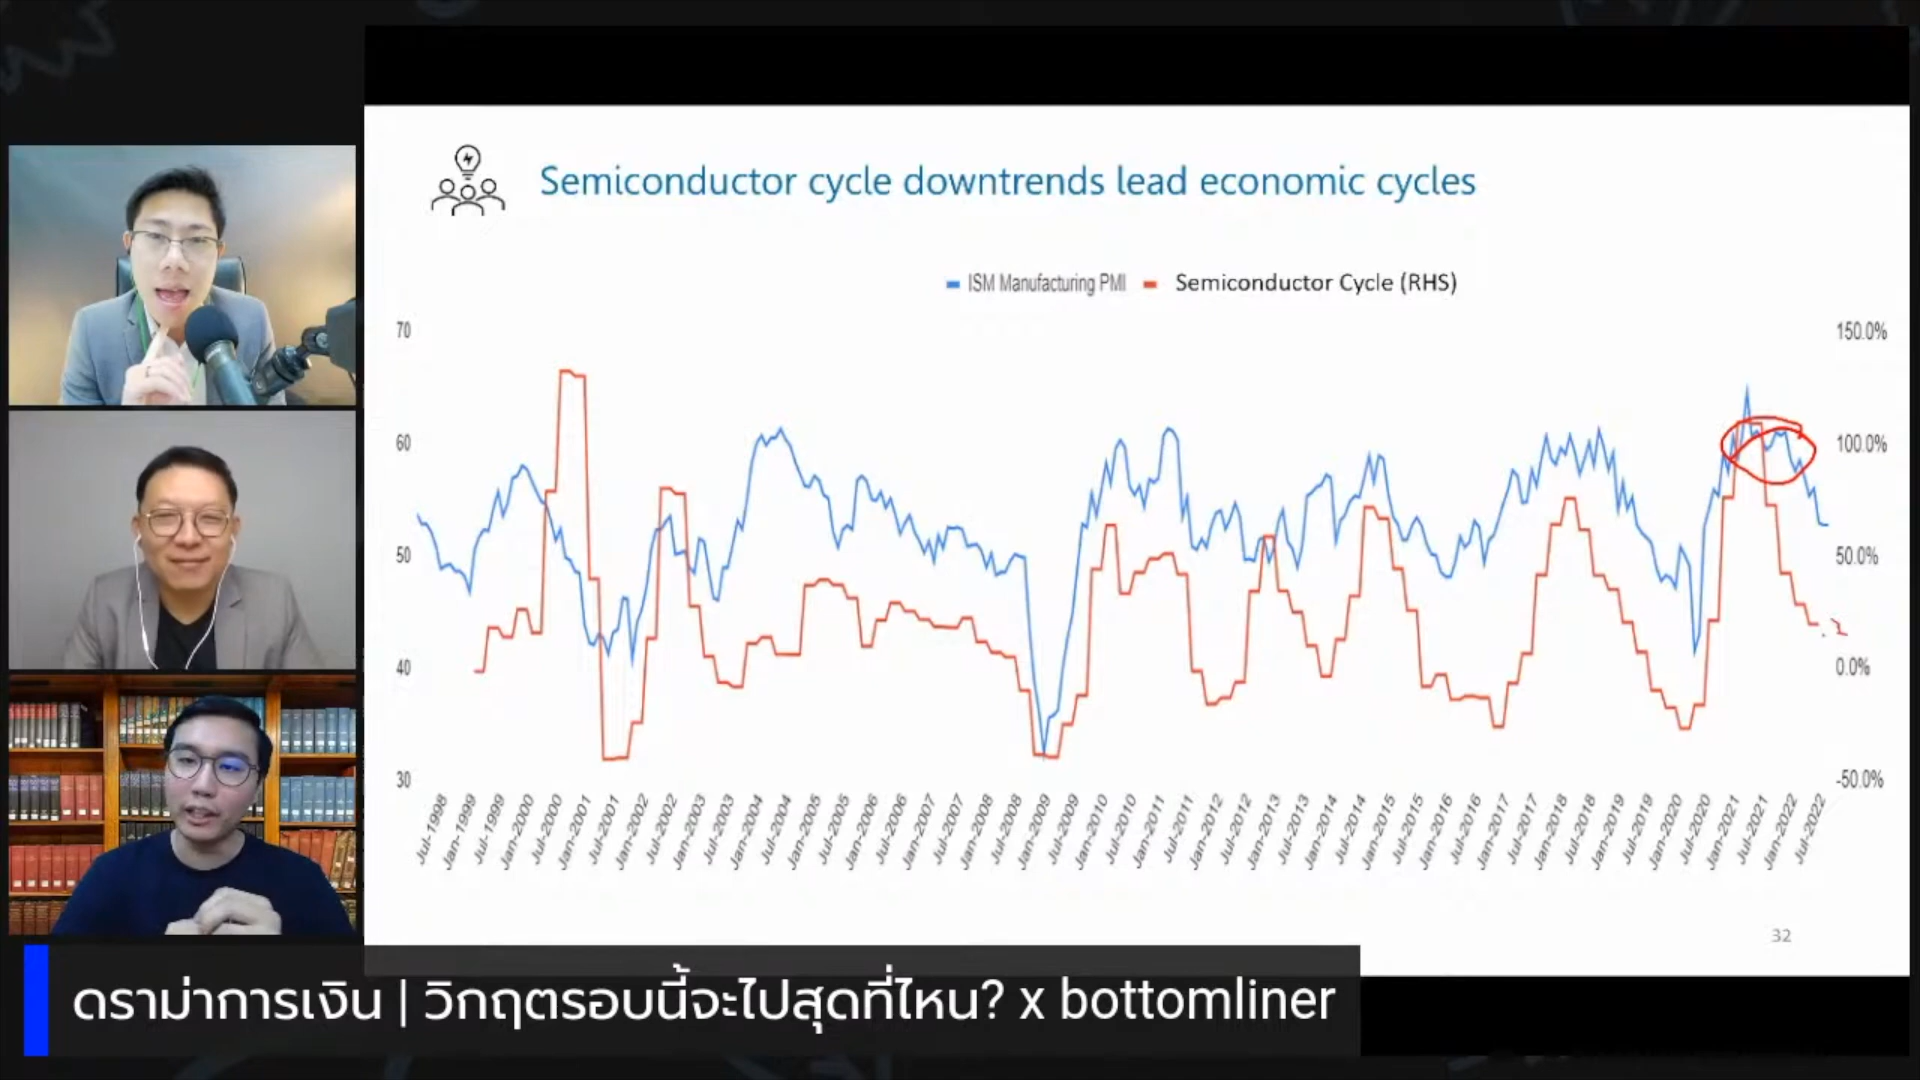 Semiconductor cycle downtrends lead economic cycles
ISM Manufacturing PMI
Semiconductor Cycle (RHS)
70
60
50
40
30
150.0%
100.0%
50.0%
0.0%
-50.0%
Jul-1998
Jan-1999
Jul-1999
Jan-2000
Jul-2000
Jan-2001
Jul-2001
Jan-2002
Jul-2002
Jan-2003
Jul-2003
Jan-2004
Jul-2004
Jan-2005
Jul-2005
Jan-2006
Jul-2006
Jan-2007
Jul-2007
Jan-2008
Jul-2008
Jan-2009
Jul-2009
Jan-2010
Jul-2010
Jan-2011
Jul-2011
Jan-2012
Jul-2012
Jan-2013
Jul-2013
Jan-2014
Jul-2014
Jan-2015
Jul-2015
Jan-2016
Jul-2016
Jan-2017
Jul-2017
Jan-2018
Jul-2018
Jan-2019
Jul-2019
Jan-2020
Jul-2020
Jan-2021
Jul-2021
Jan-2022
Jul-2022
32
ดราม่าการเงิน | วิกฤตรอบนี้จะไปสุดที่ไหน? x bottomliner